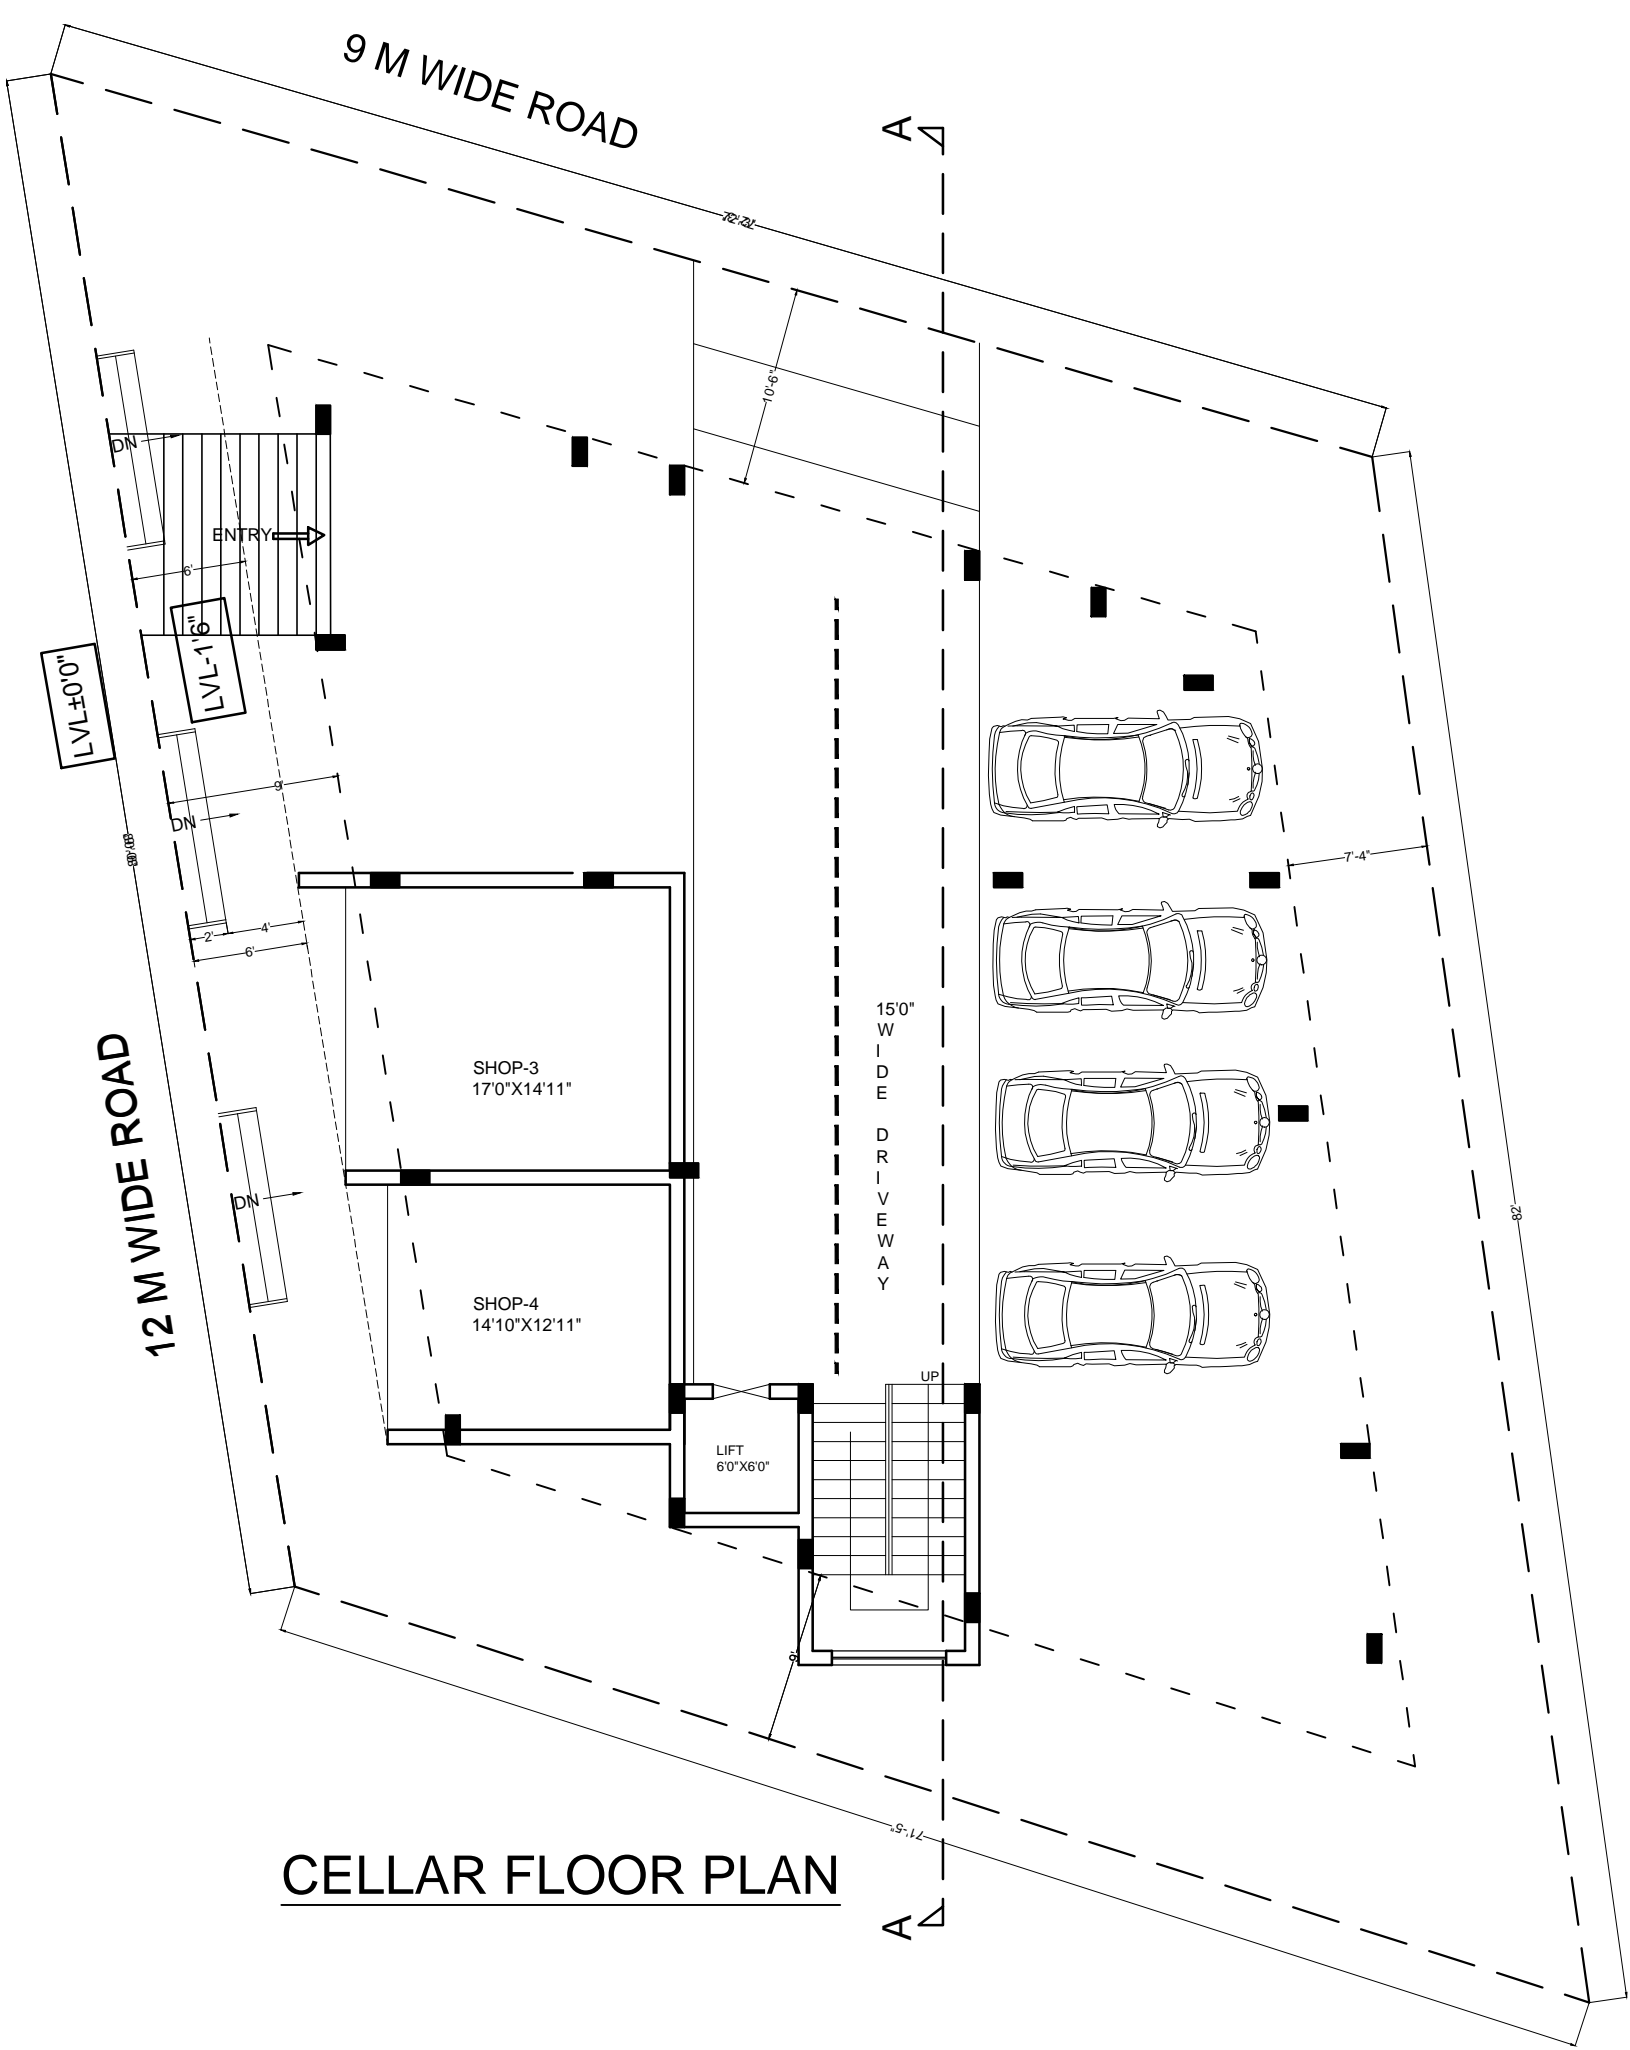 9 M WIDE ROAD
A
10'-6"
DN
ENTRY
6'
LVL-1'6"
LVL±0'0"
9'
DN
7'-4"
2'
4'
6'
12 M WIDE ROAD
SHOP-3
17'0"X14'11"
15'0"
W
I
D
E
D
R
I
V
E
W
A
Y
DN
82'
SHOP-4
14'10"X12'11"
UP
LIFT
6'0"X6'0"
9'
71'-5"
CELLAR FLOOR PLAN
A